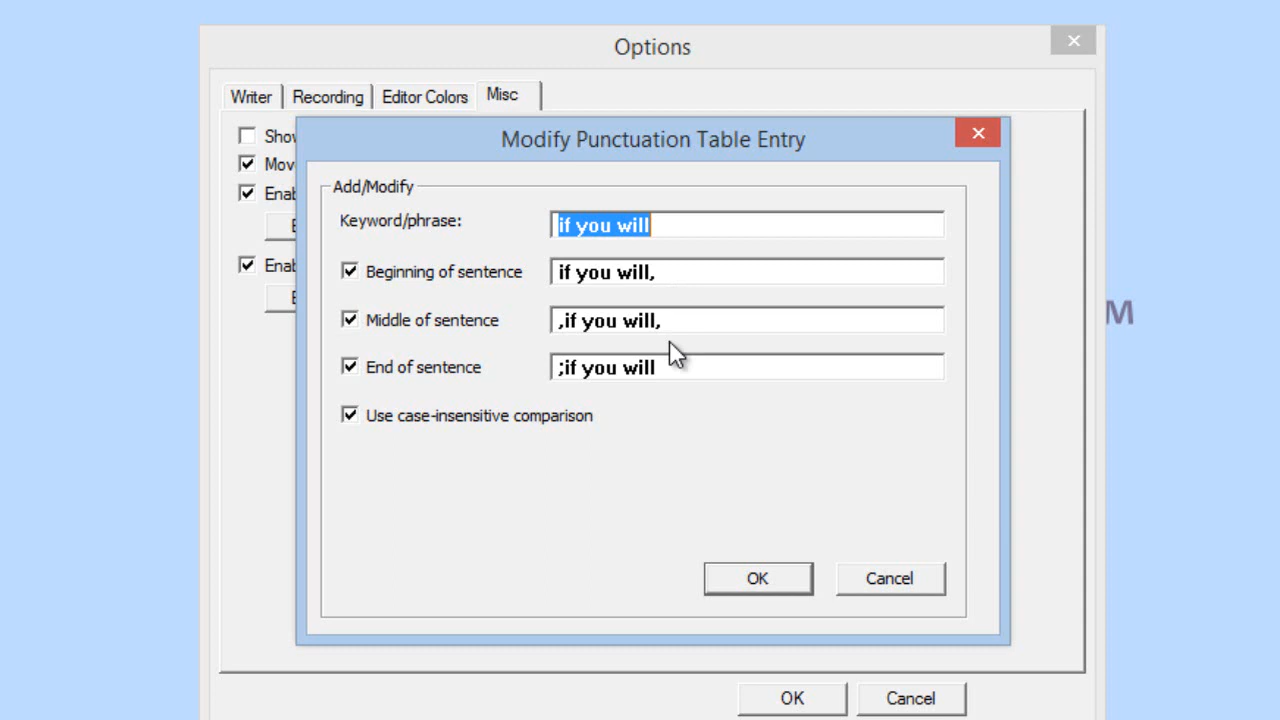 Options
Writer Recording Editor Colors Misc
Modify Punctuation Table Entry
Add/Modify
Keyword/phrase: if you will
Beginning of sentence if you will,
Middle of sentence ,if you will,
End of sentence ;if you will
Use case-insensitive comparison
OK Cancel
OK Cancel
M